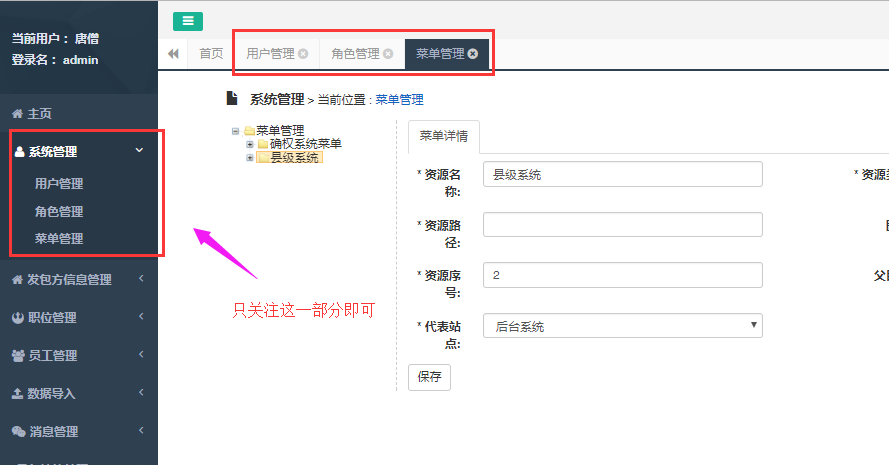 当前用户： 唐僧
登录名： admin
主页
系统管理
用户管理
角色管理
菜单管理
发包方信息管理
职位管理
员工管理
数据导入
消息管理
首页
用户管理
角色管理
菜单管理
系统管理 > 当前位置 : 菜单管理
菜单管理
确权系统菜单
县级系统
只关注这一部分即可
菜单详情
* 资源名
称:
县级系统
* 资源路
径:
* 资源序
号:
2
* 代表站
点:
后台系统
保存
* 资源